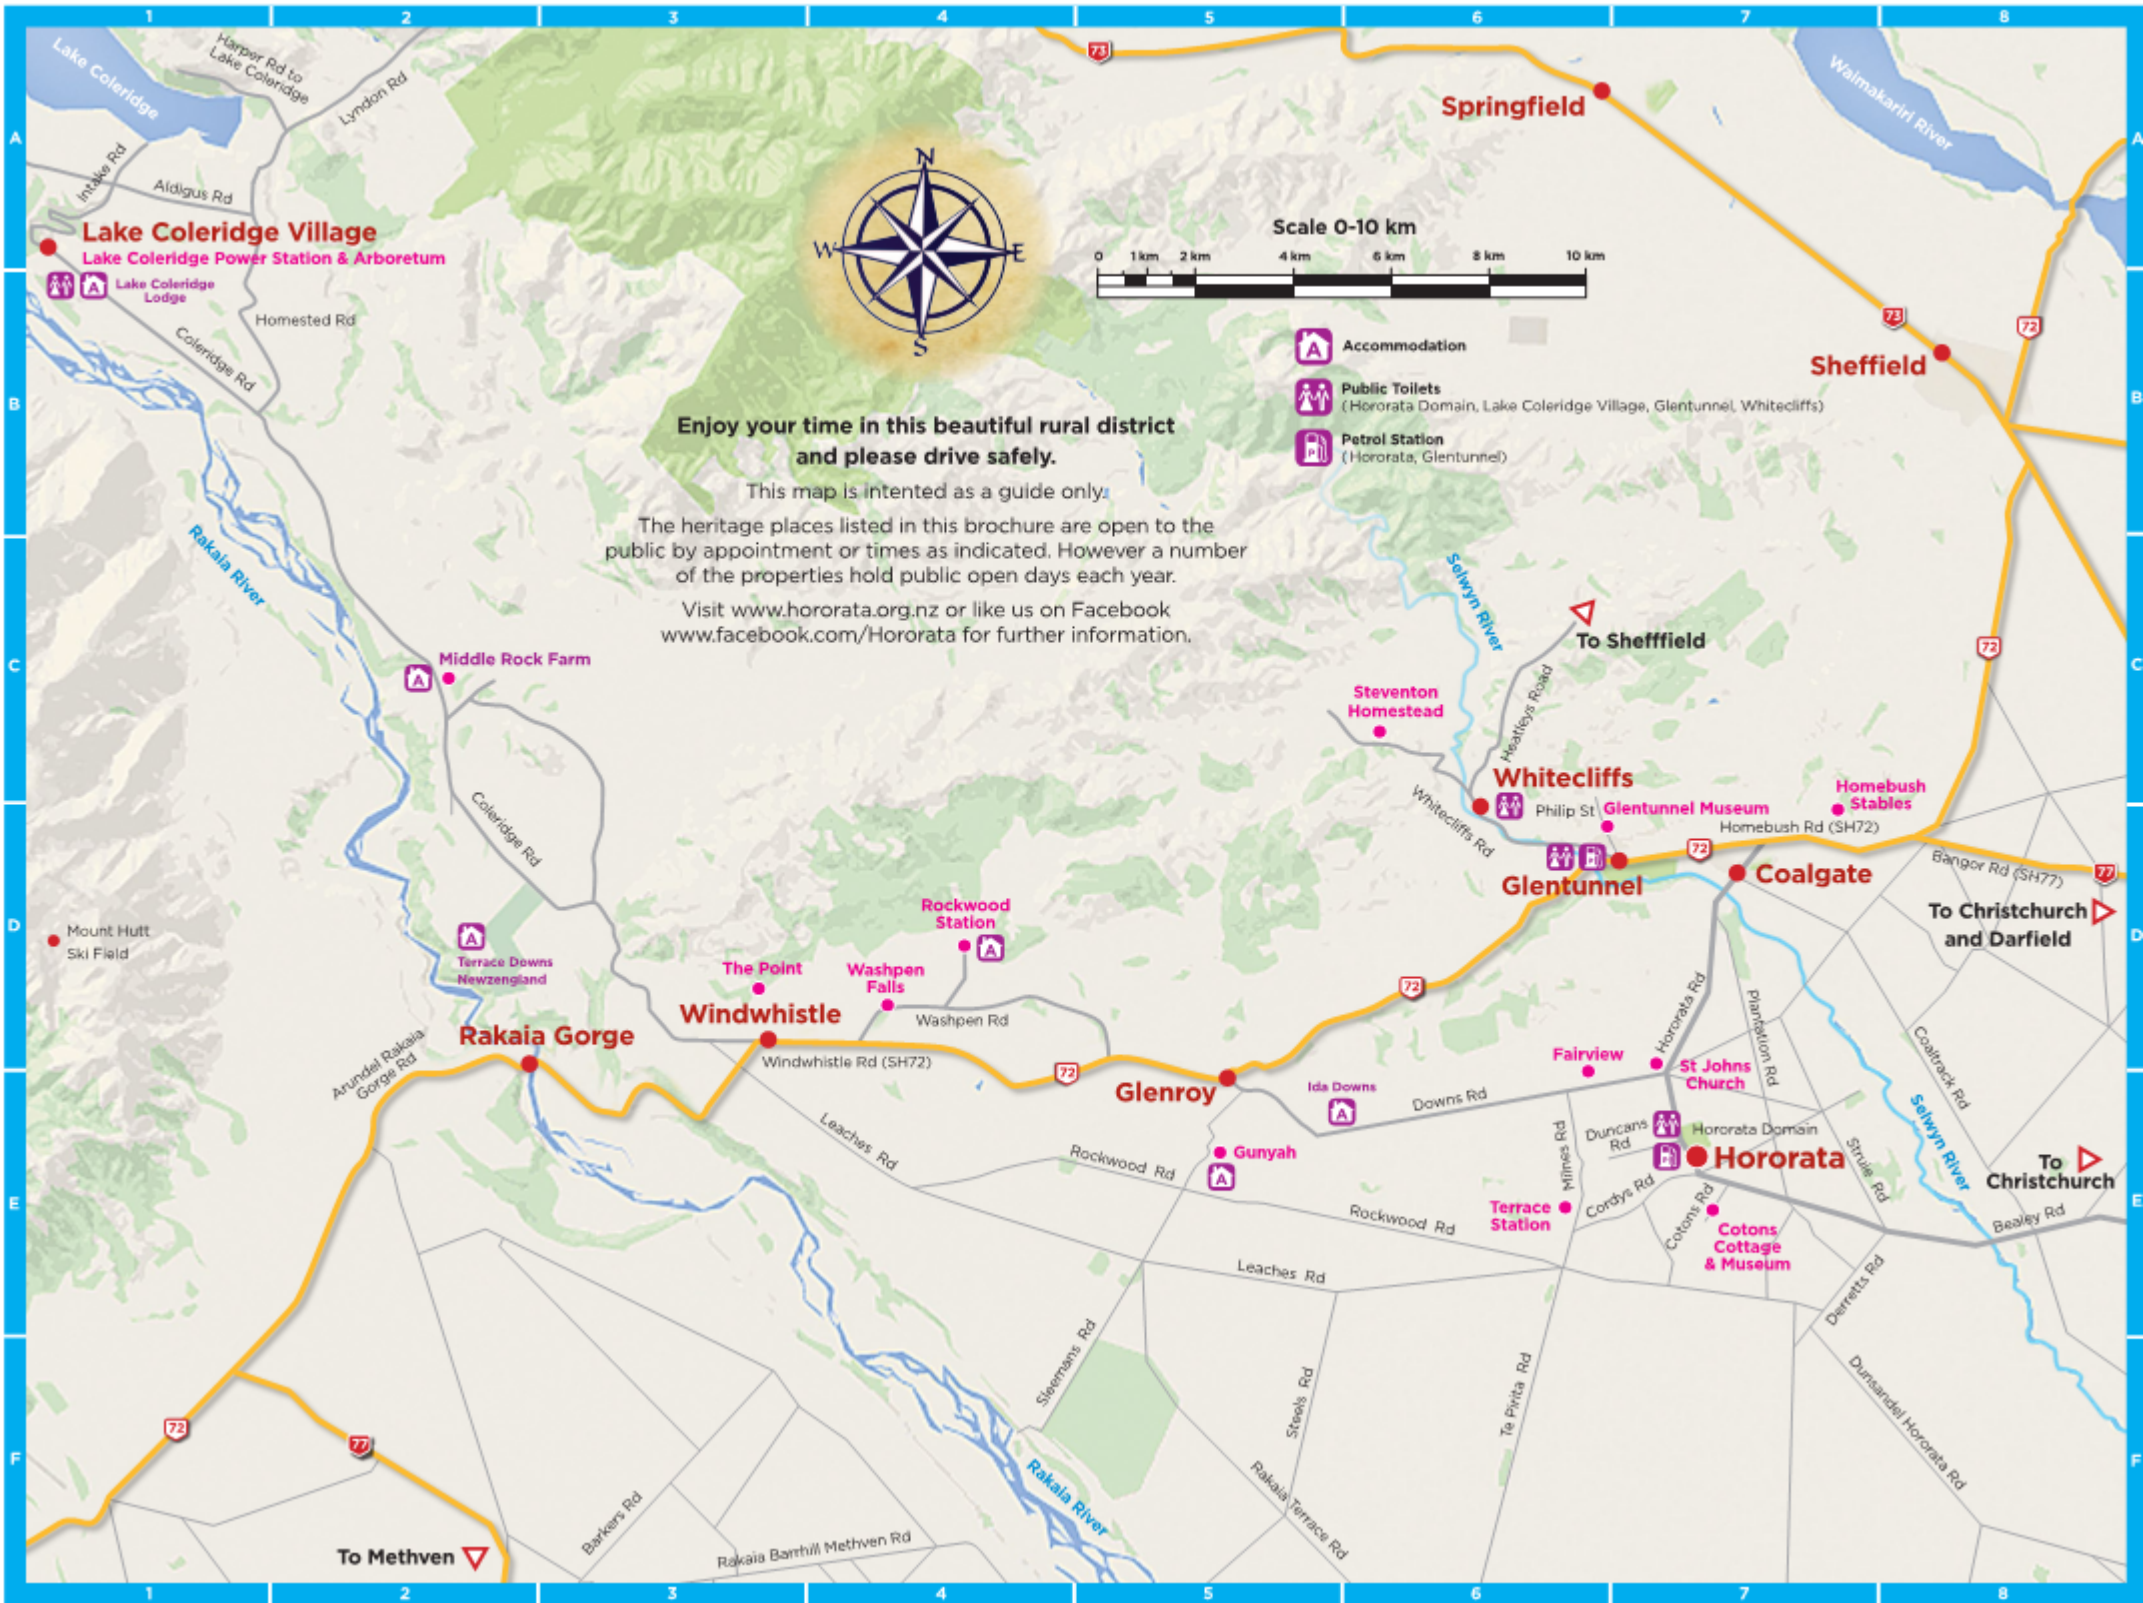 1 2 3 4 5 6 7 8
A
A
B
B
C
C
D
D
E
E
F
F
Lake Coleridge
Harper Rd to
Lake Coleridge
Lyndon Rd
Intake Rd
Aldigus Rd
Lake Coleridge Village
Lake Coleridge Power Station & Arboretum
A
Lake Coleridge
Lodge
Homested Rd
Coleridge Rd
N
W
E
S
73
Springfield
Waimakariri River
Scale 0-10 km
0 1 km 2 km 4 km 6 km 8 km 10 km
A
Accommodation
Public Toilets
(Hororata Domain, Lake Coleridge Village, Glentunnel, Whitecliffs)
P
Petrol Station
(Hororata, Glentunnel)
73
72
Sheffield
Enjoy your time in this beautiful rural district
and please drive safely.
This map is intented as a guide only.
The heritage places listed in this brochure are open to the
public by appointment or times as indicated. However a number
of the properties hold public open days each year.
Visit www.hororata.org.nz or like us on Facebook
www.facebook.com/Hororata for further information.
Rakaia River
Selwyn River
To Shefffield
72
A
Middle Rock Farm
Steventon
Homestead
Heatleys Road
Whitecliffs
Whitecliffs Rd
Philip St
Glentunnel Museum
Homebush
Stables
Homebush Rd (SH72)
72
P
Glentunnel
Coalgate
Bangor Rd (SH77)
77
To Christchurch
and Darfield
Coleridge Rd
Mount Hutt
Ski Field
A
Terrace Downs
Newzengland
Rockwood
Station
A
The Point
Washpen
Falls
Washpen Rd
Windwhistle
Windwhistle Rd (SH72)
72
72
Rakaia Gorge
Arundel Rakaia
Gorge Rd
Glenroy
Ida Downs
A
Downs Rd
Fairview
Hororata Rd
St Johns
Church
Plantation Rd
Coaltrack Rd
Selwyn River
Leaches Rd
Rockwood Rd
Gunyah
A
Milnes Rd
Duncans
Rd
Hororata Domain
P
Hororata
Struie Rd
To
Christchurch
Bealey Rd
Rockwood Rd
Terrace
Station
Cordys Rd
Cotons Rd
Cotons
Cottage
& Museum
Leaches Rd
Derretts Rd
Sleemans Rd
Steels Rd
Te Pirita Rd
Dunsandel Hororata Rd
72
77
Rakaia River
Rakaia Terrace Rd
To Methven
Barkers Rd
Rakaia Barrhill Methven Rd
1 2 3 4 5 6 7 8